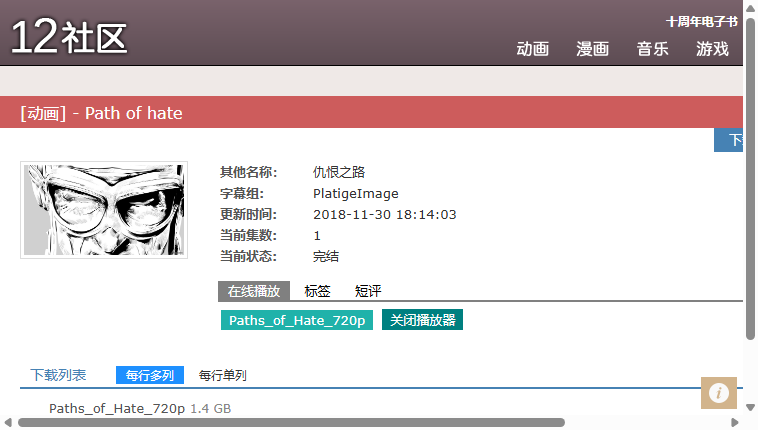 12社区
十周年电子书
动画 漫画 音乐 游戏
[动画] - Path of hate
其他名称: 仇恨之路
字幕组: PlatigeImage
更新时间: 2018-11-30 18:14:03
当前集数: 1
当前状态: 完结
在线播放 标签 短评
Paths_of_Hate_720p 关闭播放器
下载列表 每行多列 每行单列
Paths_of_Hate_720p 1.4 GB